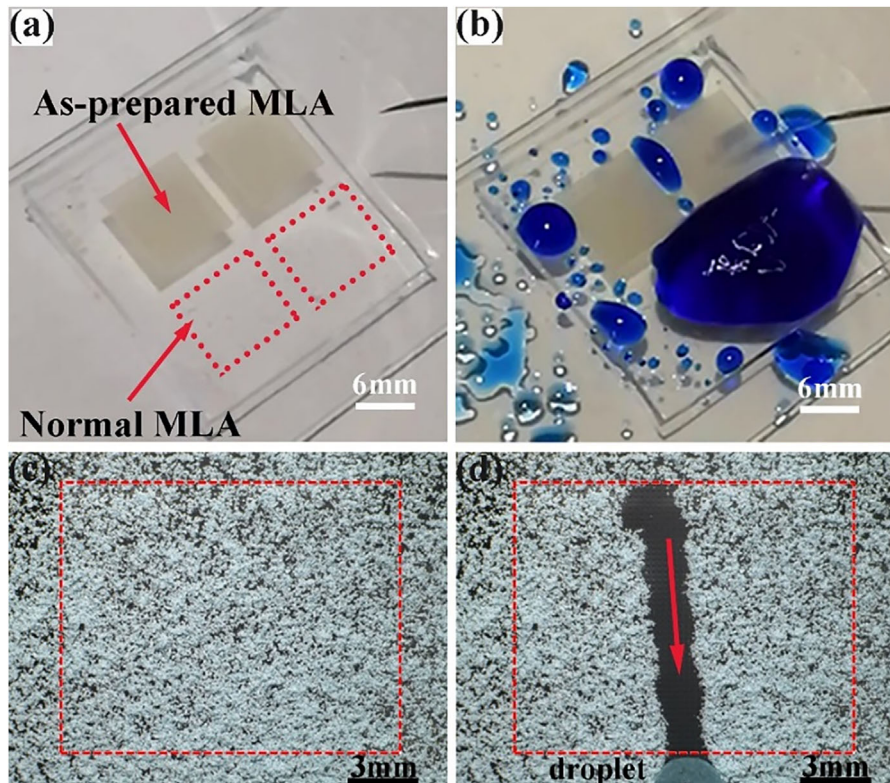 (a)
As-prepared MLA
Normal MLA
6mm
(b)
6mm
(c)
3mm
(d)
droplet
3mm